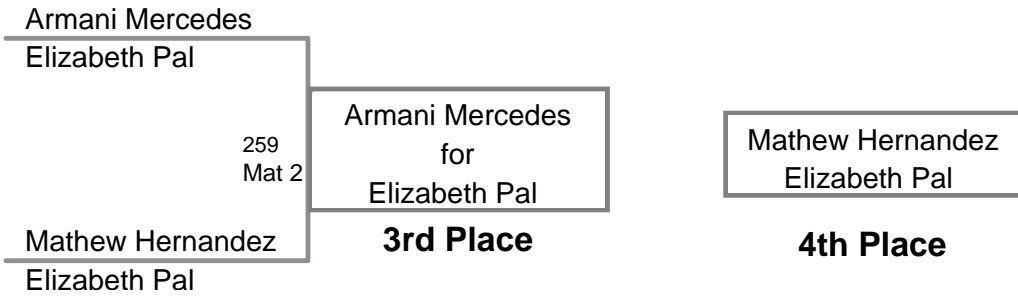 Armani Mercedes
Elizabeth Pal
259
Mat 2
Mathew Hernandez
Elizabeth Pal
Armani Mercedes
for
Elizabeth Pal
3rd Place
Mathew Hernandez
Elizabeth Pal
4th Place